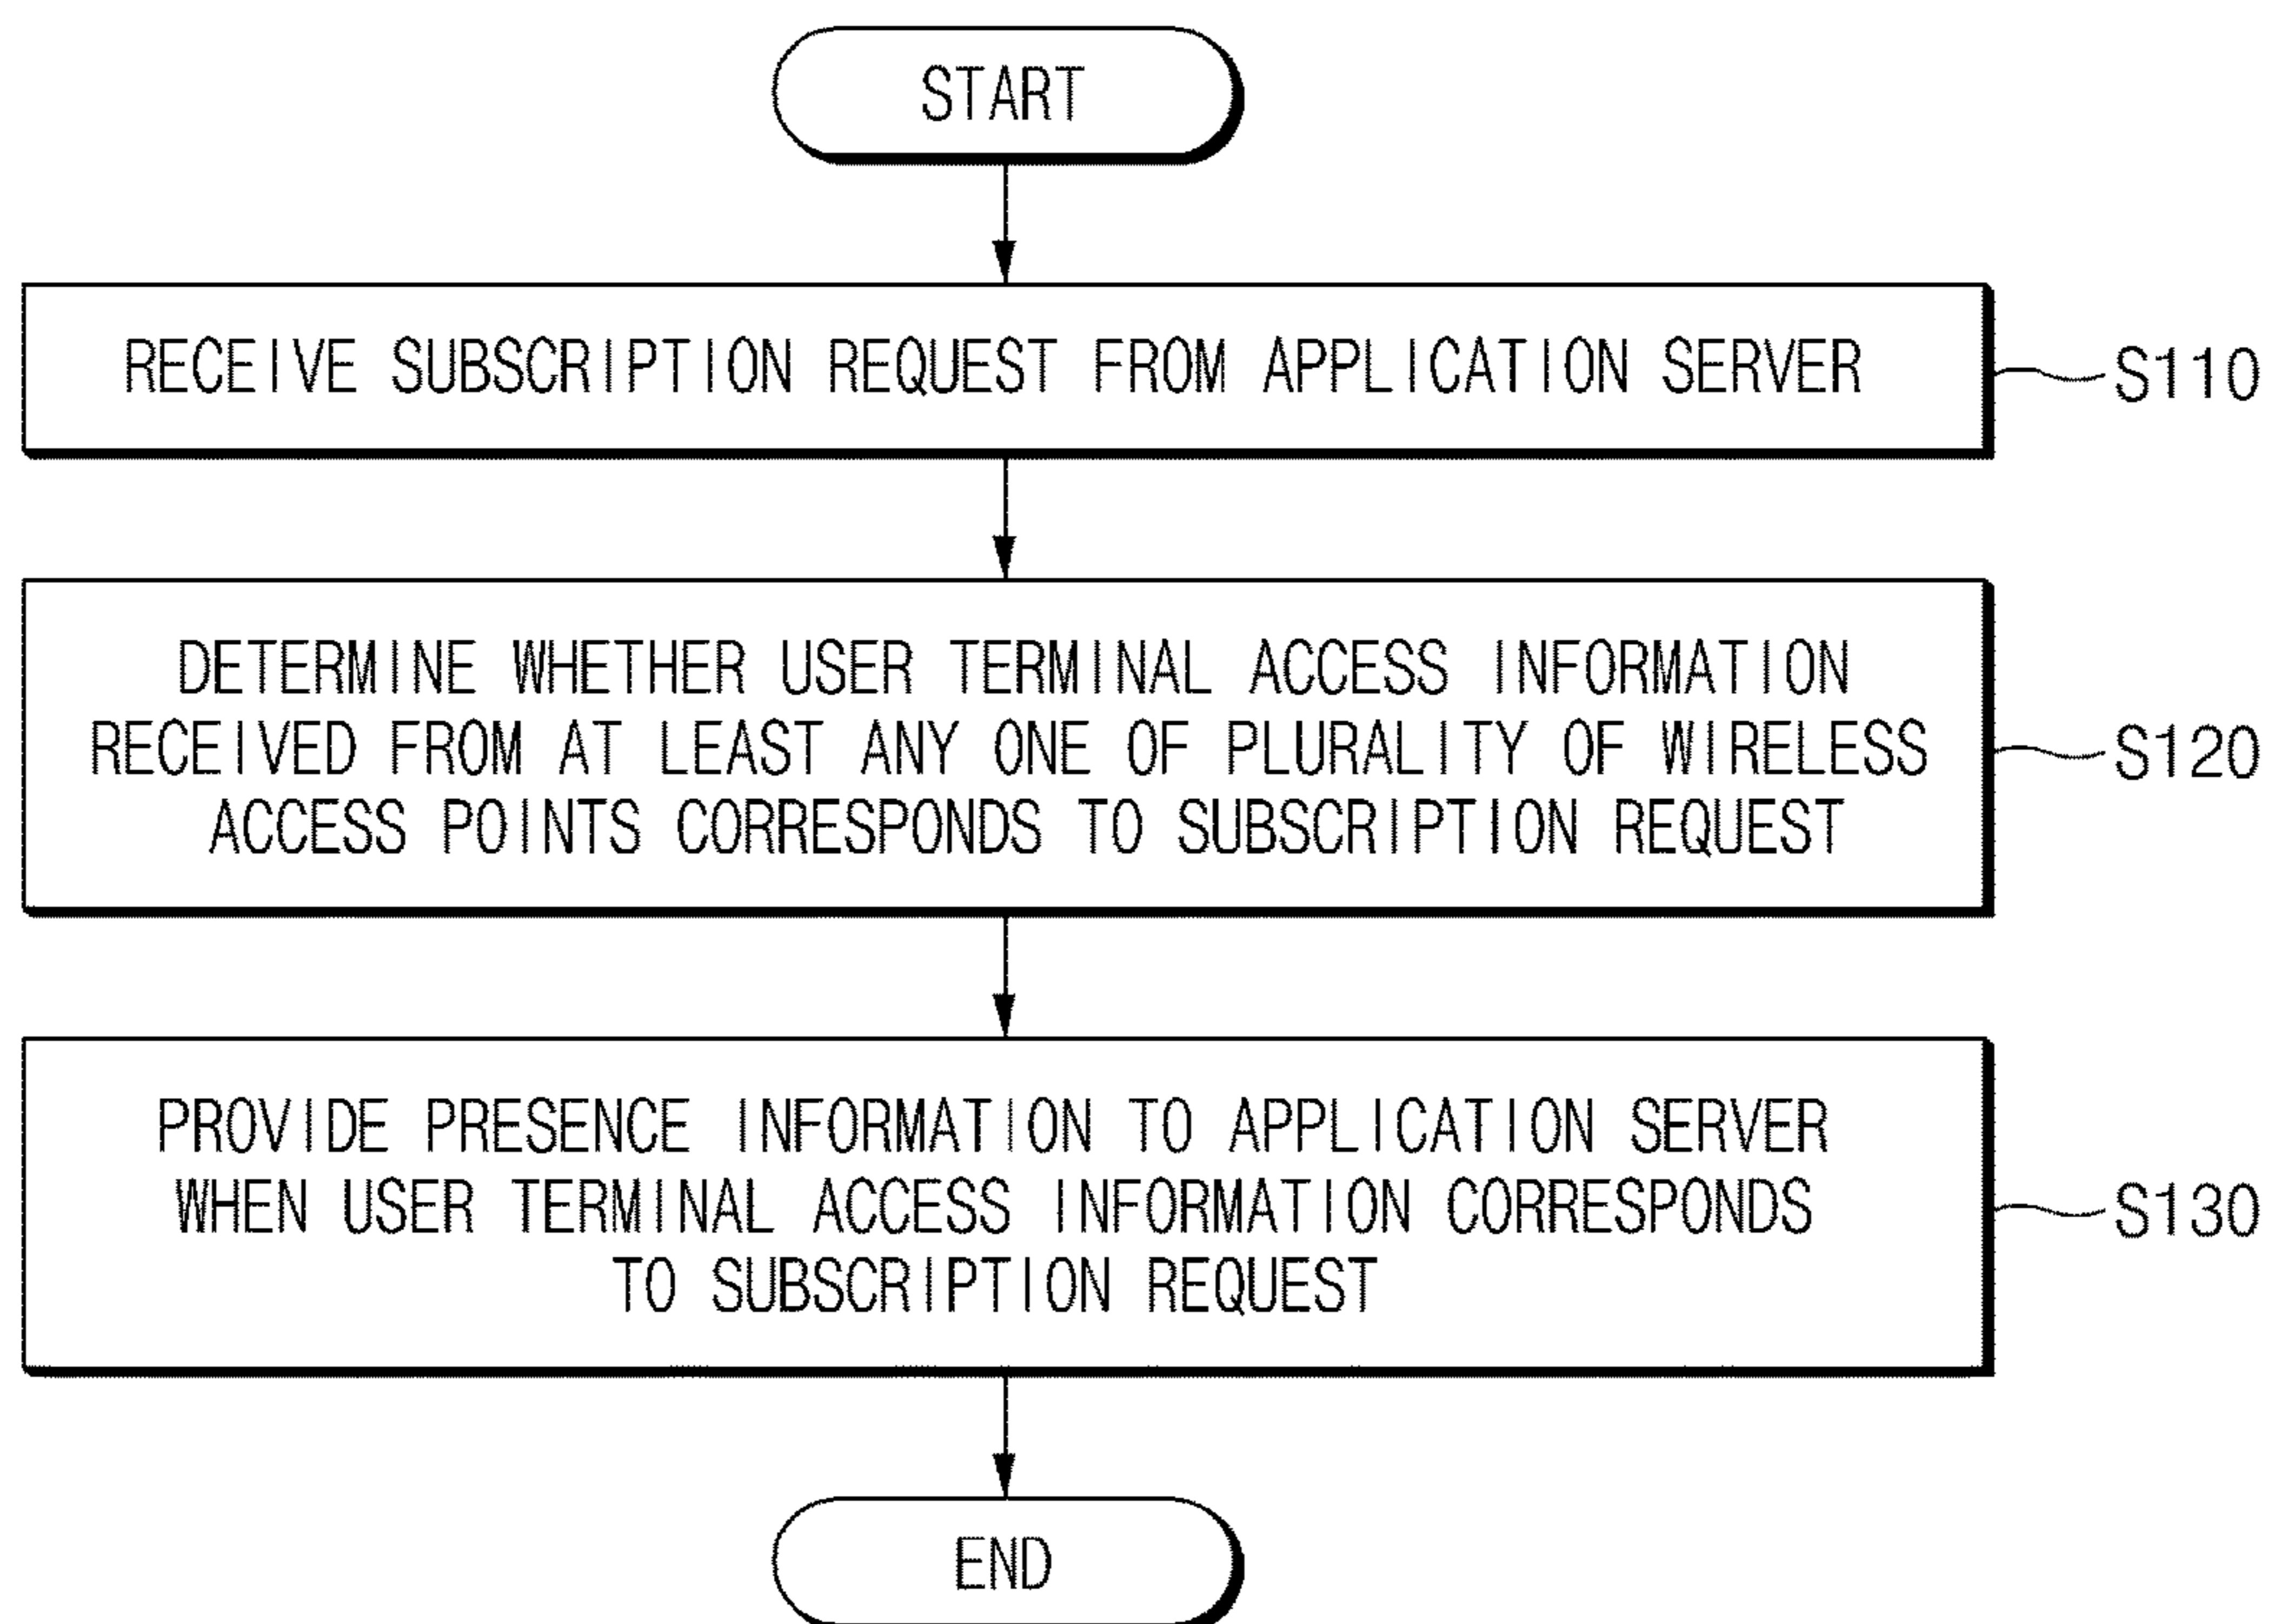 START
RECEIVE SUBSCRIPTION REQUEST FROM APPLICATION SERVER
S110
DETERMINE WHETHER USER TERMINAL ACCESS INFORMATION
RECEIVED FROM AT LEAST ANY ONE OF PLURALITY OF WIRELESS
ACCESS POINTS CORRESPONDS TO SUBSCRIPTION REQUEST
S120
PROVIDE PRESENCE INFORMATION TO APPLICATION SERVER
WHEN USER TERMINAL ACCESS INFORMATION CORRESPONDS
TO SUBSCRIPTION REQUEST
S130
END